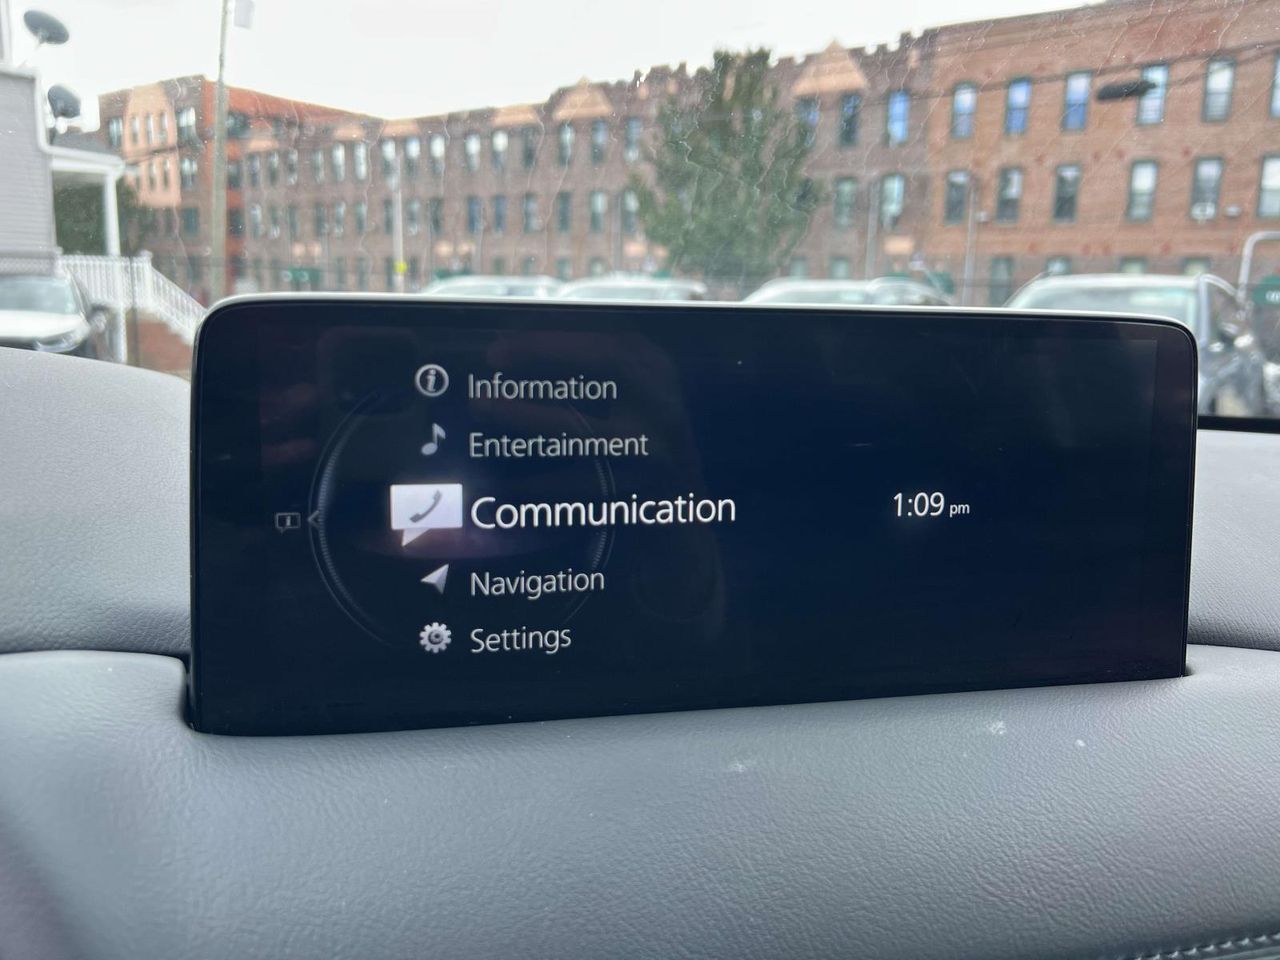 Information
Entertainment
Communication
1:09 pm
Navigation
Settings